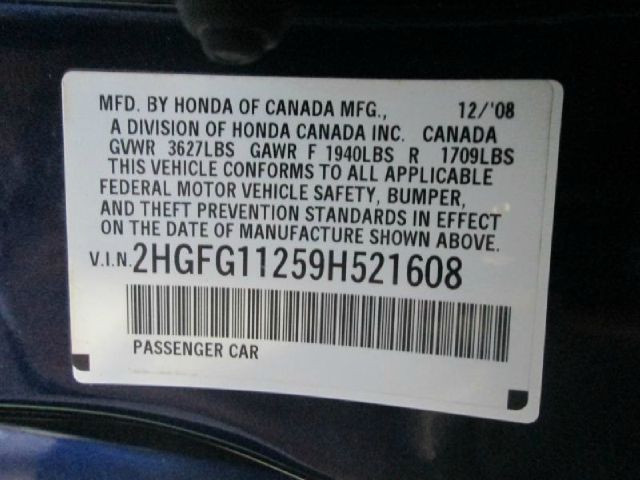 MFD. BY HONDA OF CANADA MFG., 12/'08
A DIVISION OF HONDA CANADA INC. CANADA
GVWR 3627LBS GAWR F 1940LBS R 1709LBS
THIS VEHICLE CONFORMS TO ALL APPLICABLE
FEDERAL MOTOR VEHICLE SAFETY, BUMPER,
AND THEFT PREVENTION STANDARDS IN EFFECT
ON THE DATE OF MANUFACTURE SHOWN ABOVE.
V.I.N. 2HGFG11259H521608
PASSENGER CAR